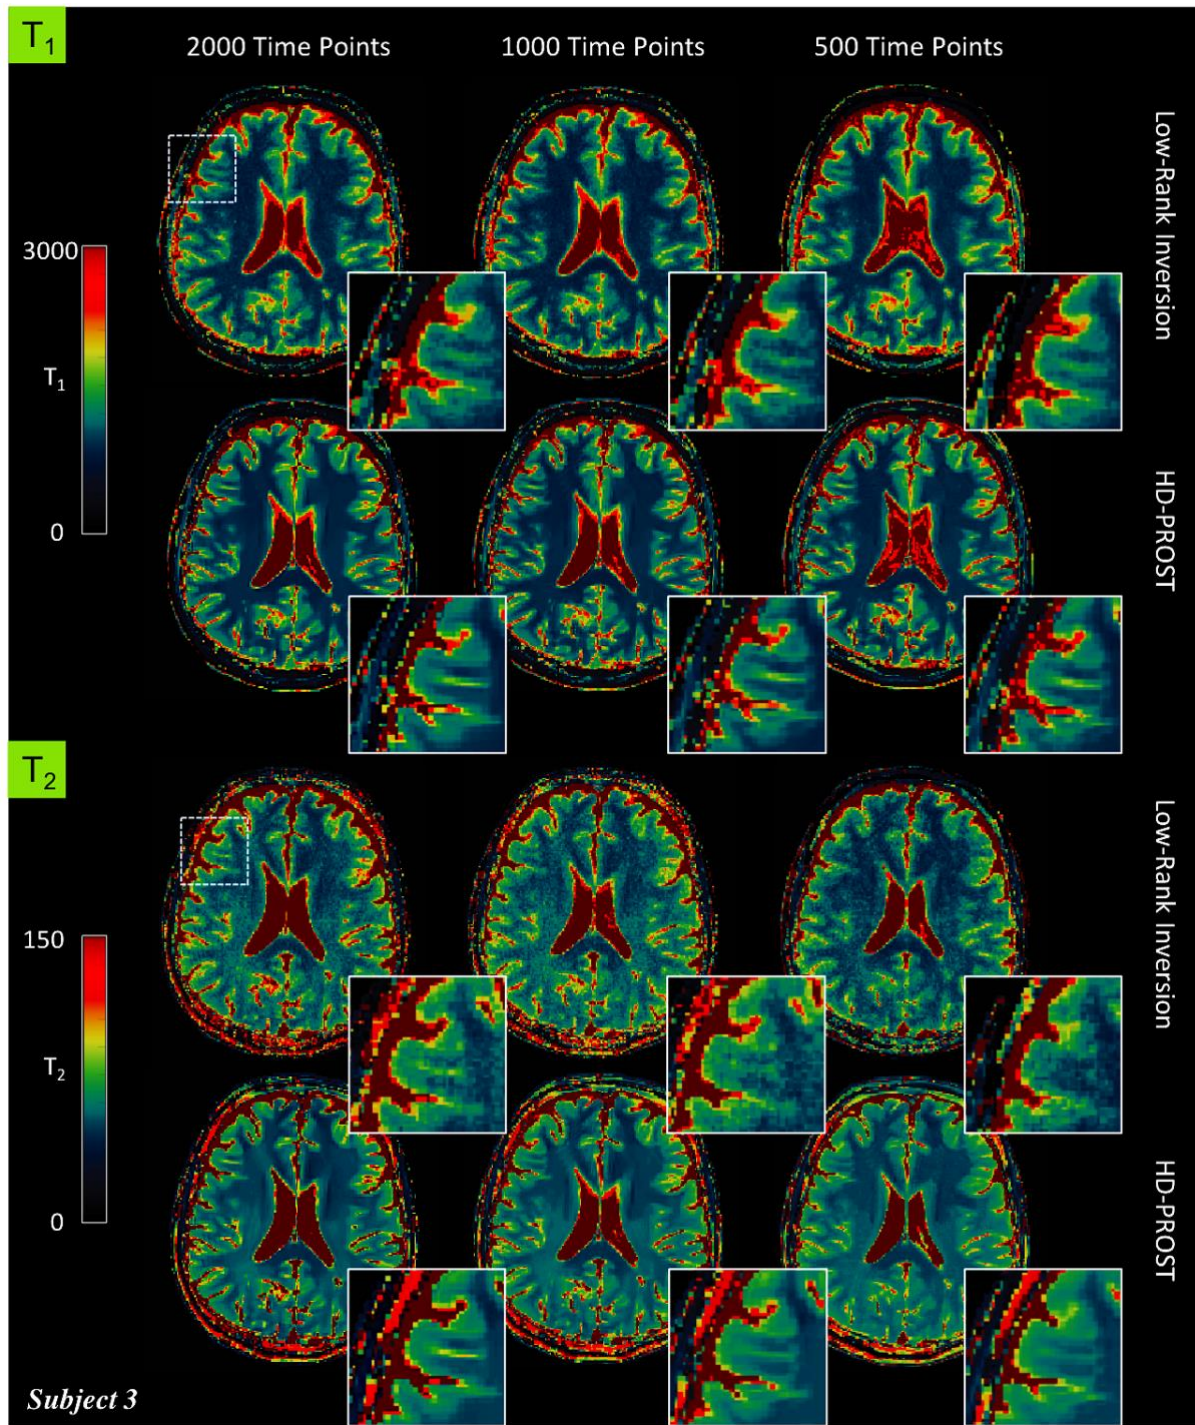 T1
2000 Time Points 1000 Time Points 500 Time Points
Low-Rank Inversion
3000
T1
0
HD-PROST
T2
Low-Rank Inversion
150
T2
0
HD-PROST
Subject 3